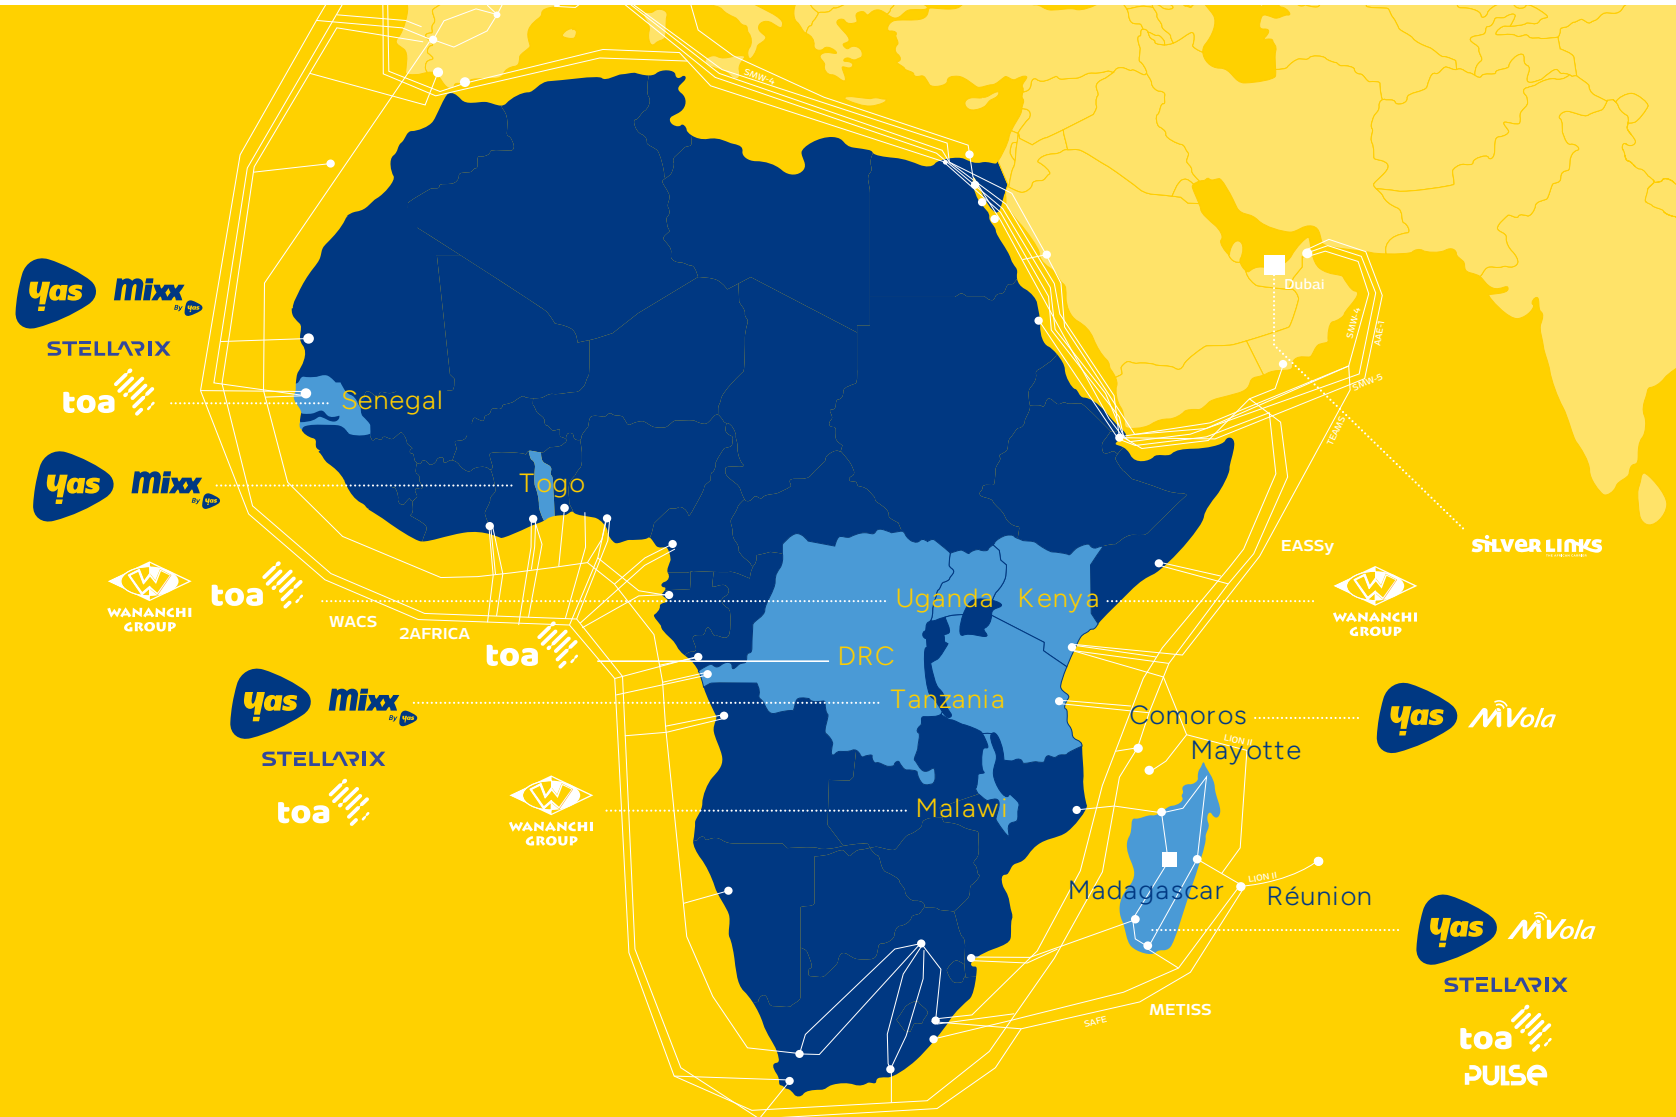 SMW-4
Dubai
SMW-4
AAE-1
SMW-5
TEAMS
yas
mixx
By yas
STELLARIX
toa
Sénégal
yas
mixx
By yas
Togo
EASSy
SILVER LINKS
WANANCHI
GROUP
toa
Uganda
Kenya
WANANCHI
GROUP
WACS
2AFRICA
toa
DRC
yas
mixx
By yas
Tanzania
STELLARIX
toa
Comoros
yas
MVola
LION II
Mayotte
WANANCHI
GROUP
Malawi
Madagascar
LION II
Réunion
yas
MVola
STELLARIX
toa
PULSE
METISS
SAFE